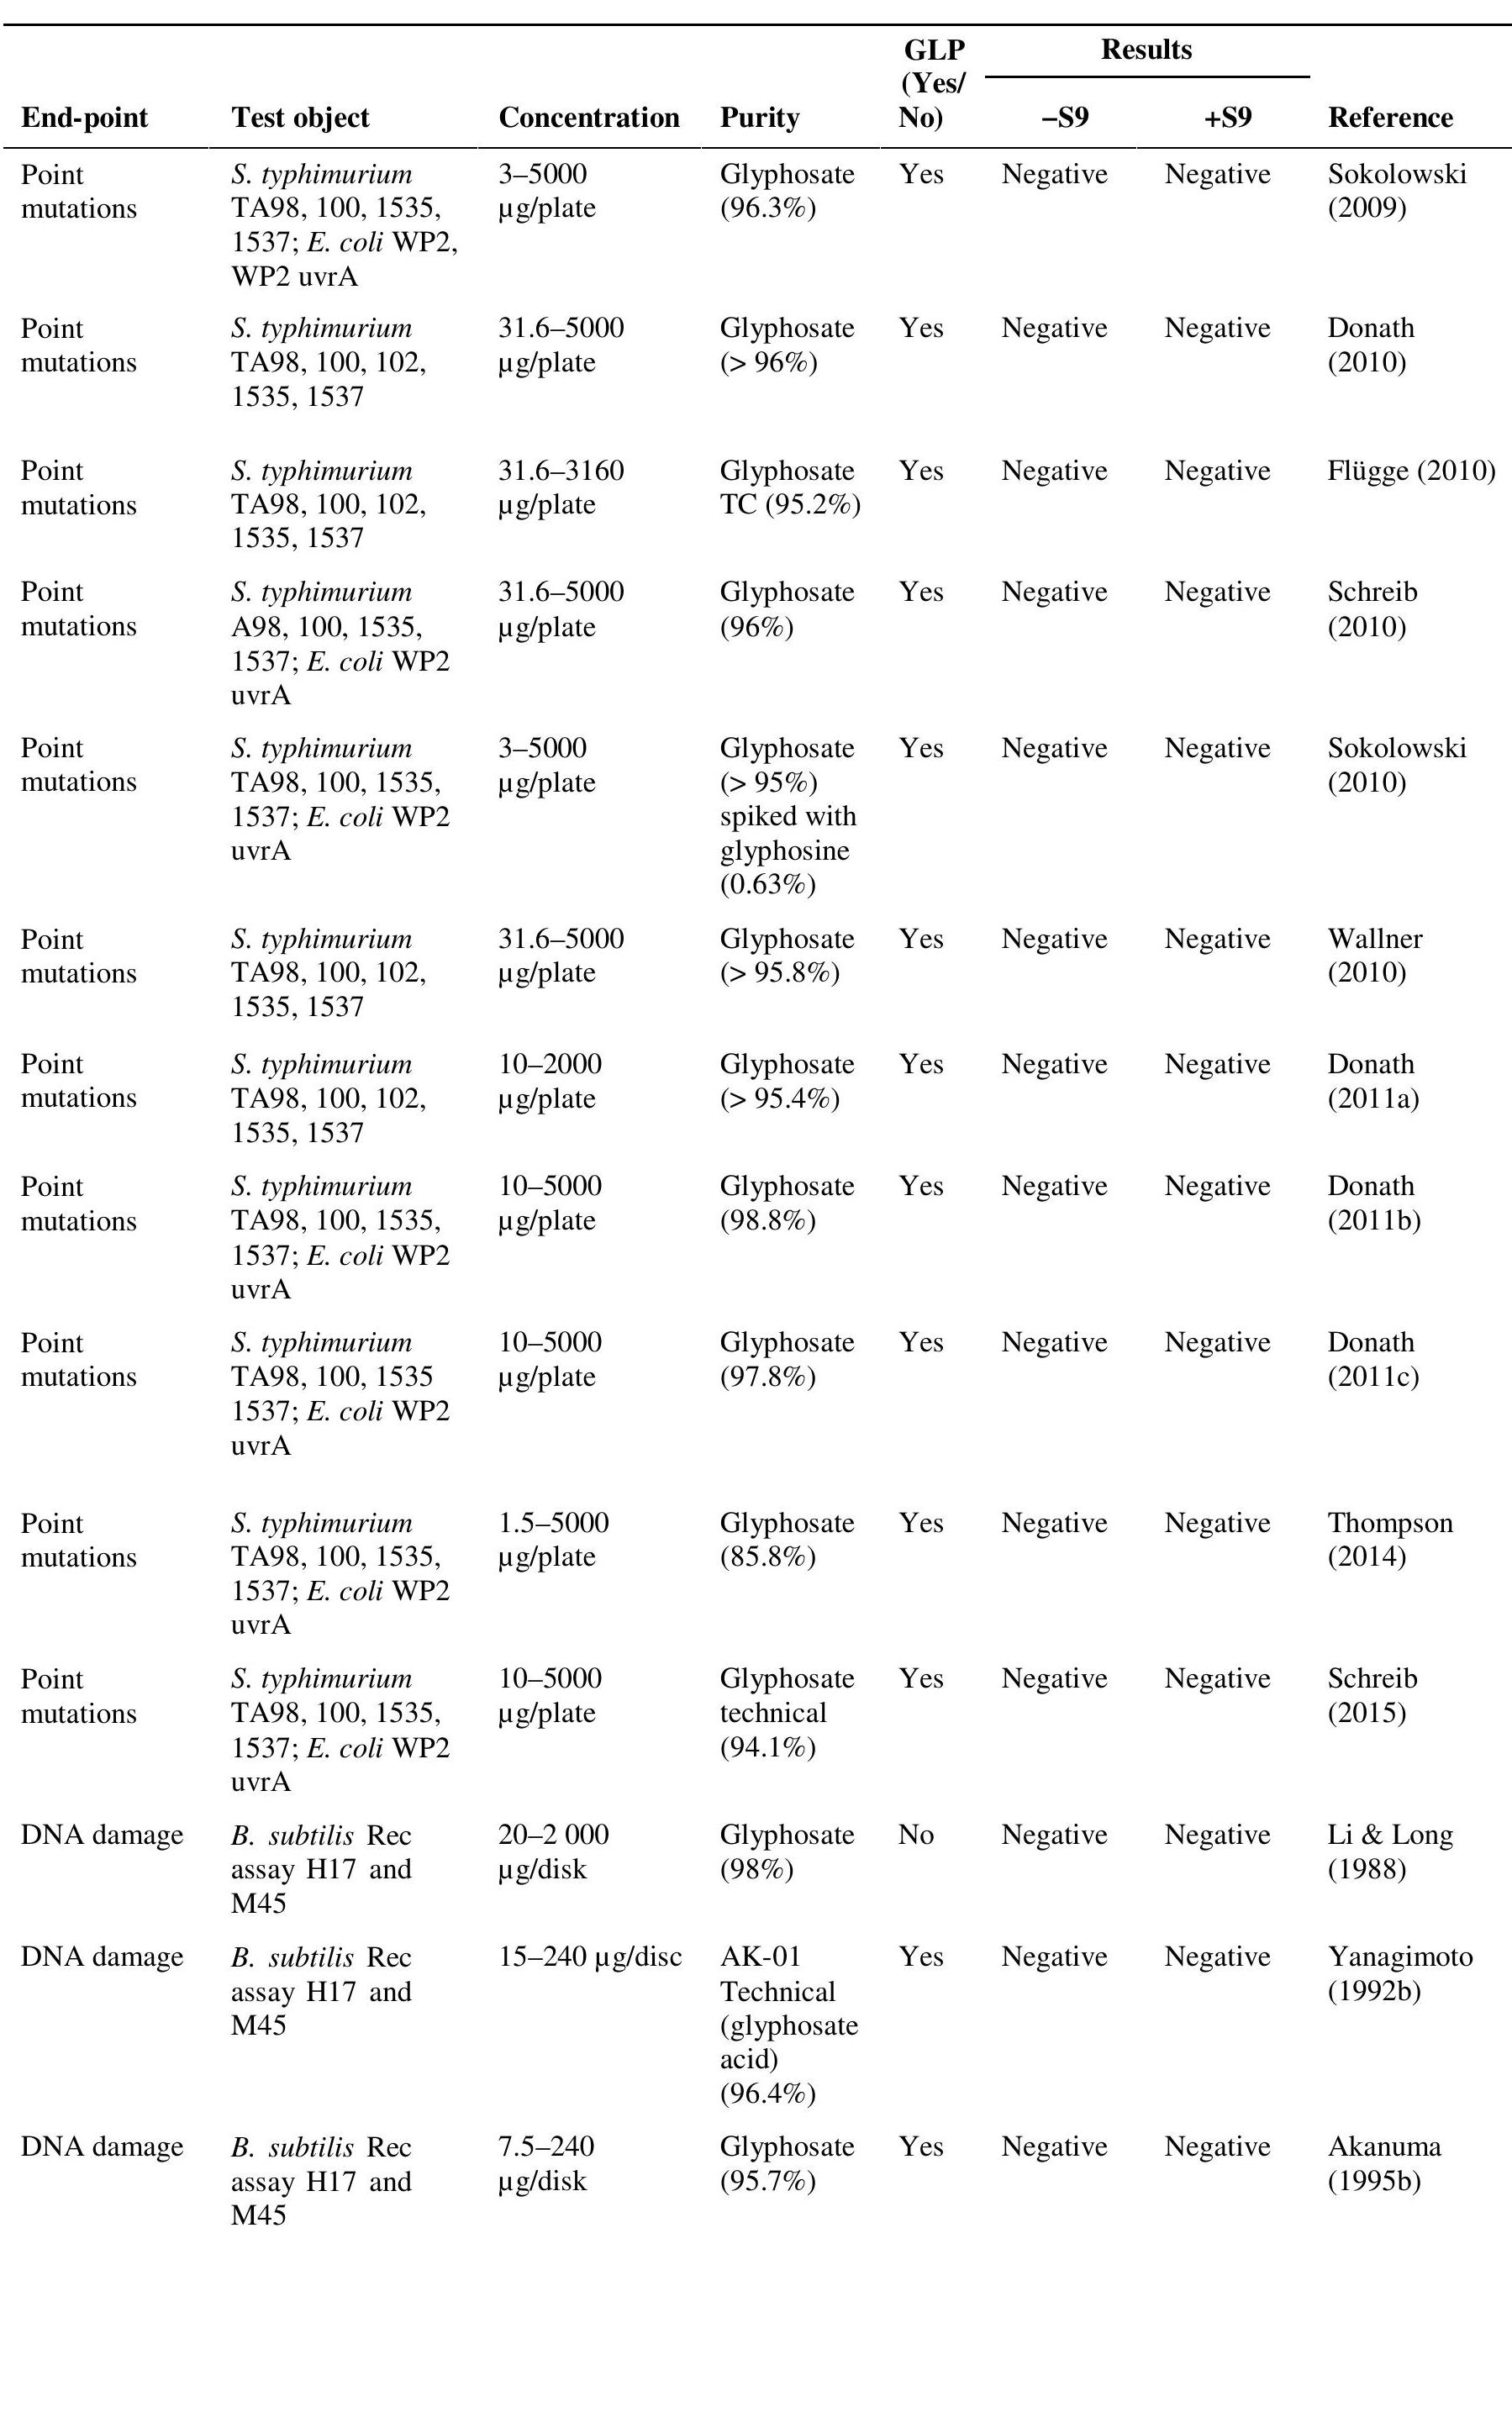 GLP
(Yes/
No)
Results
End-point Test object Concentration Purity –S9 +S9 Reference
Point S. typhimurium 3–5000 Glyphosate Yes Negative Negative Sokolowski
mutations TA98, 100, 1535, µg/plate (96.3%) (2009)
1537; E. coli WP2,
WP2 uvrA
Point S. typhimurium 31.6–5000 Glyphosate Yes Negative Negative Donath
mutations TA98, 100, 102, µg/plate (> 96%) (2010)
1535, 1537
Point S. typhimurium 31.6–3160 Glyphosate Yes Negative Negative Flügge (2010)
mutations TA98, 100, 102, µg/plate TC (95.2%)
1535, 1537
Point S. typhimurium 31.6–5000 Glyphosate Yes Negative Negative Schreib
mutations A98, 100, 1535, µg/plate (96%) (2010)
1537; E. coli WP2
uvrA
Point S. typhimurium 3–5000 Glyphosate Yes Negative Negative Sokolowski
mutations TA98, 100, 1535, µg/plate (> 95%) (2010)
1537; E. coli WP2 spiked with
uvrA glyphosine
(0.63%)
Point S. typhimurium 31.6–5000 Glyphosate Yes Negative Negative Wallner
mutations TA98, 100, 102, µg/plate (> 95.8%) (2010)
1535, 1537
Point S. typhimurium 10–2000 Glyphosate Yes Negative Negative Donath
mutations TA98, 100, 102, µg/plate (> 95.4%) (2011a)
1535, 1537
Point S. typhimurium 10–5000 Glyphosate Yes Negative Negative Donath
mutations TA98, 100, 1535, µg/plate (98.8%) (2011b)
1537; E. coli WP2
uvrA
Point S. typhimurium 10–5000 Glyphosate Yes Negative Negative Donath
mutations TA98, 100, 1535 µg/plate (97.8%) (2011c)
1537; E. coli WP2
uvrA
Point S. typhimurium 1.5–5000 Glyphosate Yes Negative Negative Thompson
mutations TA98, 100, 1535, µg/plate (85.8%) (2014)
1537; E. coli WP2
uvrA
Point S. typhimurium 10–5000 Glyphosate Yes Negative Negative Schreib
mutations TA98, 100, 1535, µg/plate technical (2015)
1537; E. coli WP2 (94.1%)
uvrA
DNA damage B. subtilis Rec 20–2 000 Glyphosate No Negative Negative Li & Long
assay H17 and µg/disk (98%) (1988)
M45
DNA damage B. subtilis Rec 15–240 µg/disc AK-01 Yes Negative Negative Yanagimoto
assay H17 and Technical (1992b)
M45 (glyphosate
acid)
(96.4%)
DNA damage B. subtilis Rec 7.5–240 Glyphosate Yes Negative Negative Akanuma
assay H17 and µg/disk (95.7%) (1995b)
M45